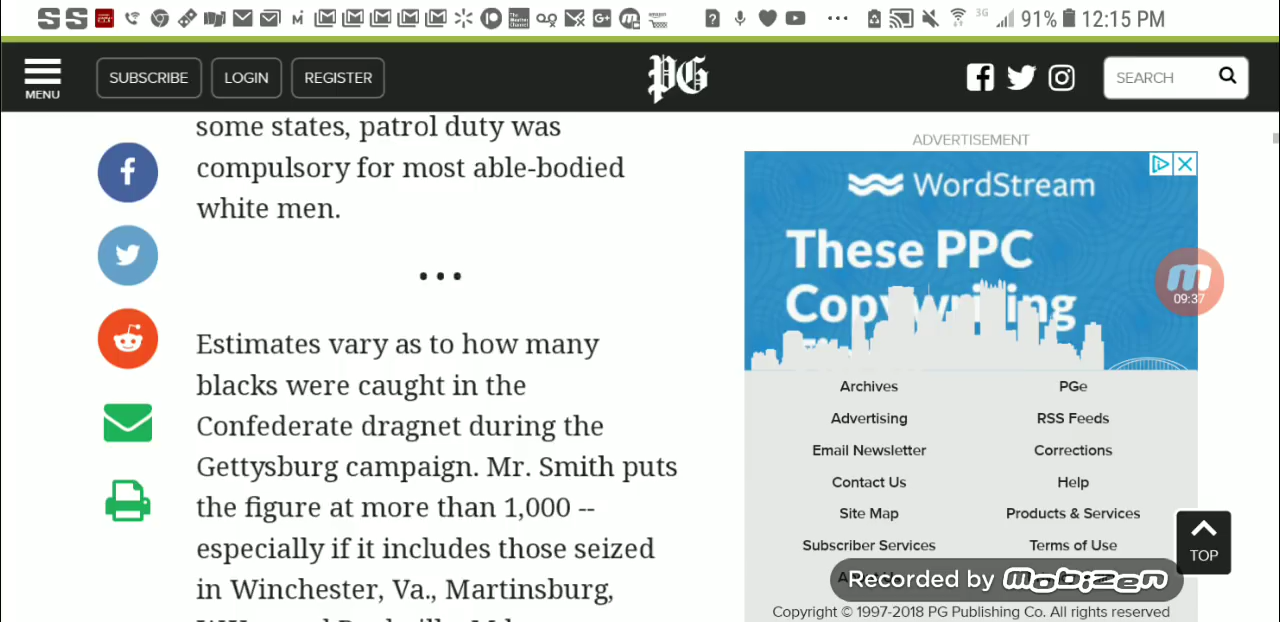 91% 12:15 PM
3G
MENU
SUBSCRIBE
LOGIN
REGISTER
PG
SEARCH
some states, patrol duty was
compulsory for most able-bodied
white men.
• • •
Estimates vary as to how many
blacks were caught in the
Confederate dragnet during the
Gettysburg campaign. Mr. Smith puts
the figure at more than 1,000 --
especially if it includes those seized
in Winchester, Va., Martinsburg,
ADVERTISEMENT
WordStream
These PPC
Copywriting
09:37
Archives
PGe
Advertising
RSS Feeds
Email Newsletter
Corrections
Contact Us
Help
Site Map
Products & Services
Subscriber Services
Terms of Use
TOP
Recorded by mobizen
Copyright © 1997-2018 PG Publishing Co. All rights reserved